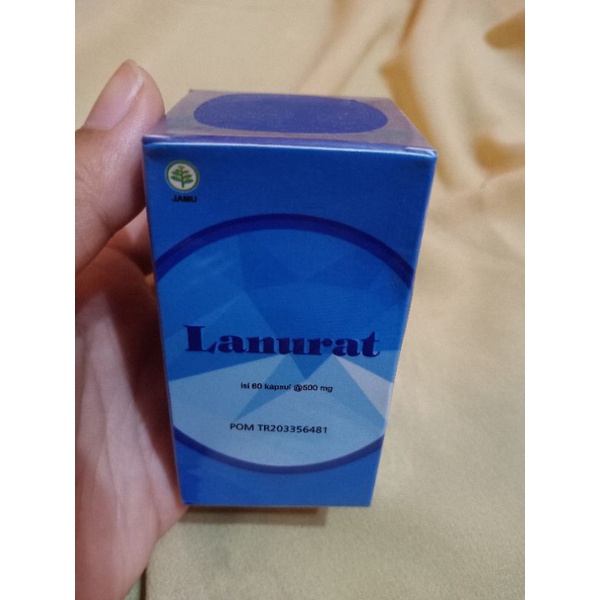 JAMU
Lanurat
isi 60 kapsul @500 mg
POM TR203356481